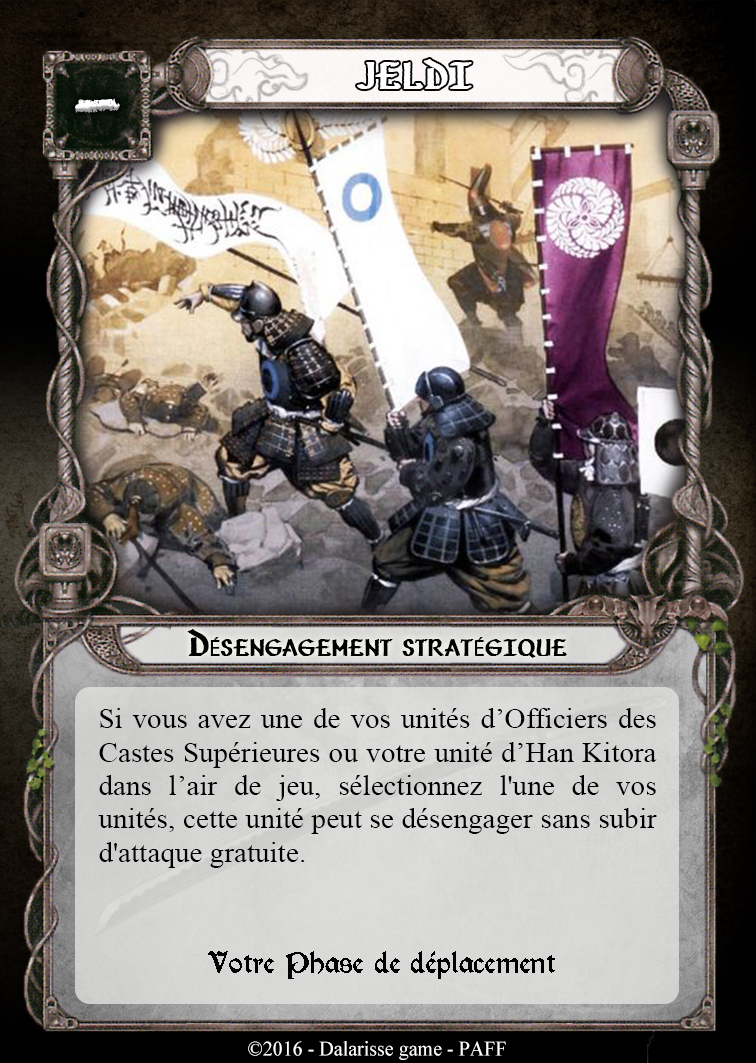 JELDI
Désengagement stratégique
Si vous avez une de vos unités d’Officiers des
Castes Supérieures ou votre unité d’Han Kitora
dans l’air de jeu, sélectionnez l'une de vos
unités, cette unité peut se désengager sans subir
d'attaque gratuite.
Votre Phase de déplacement
©2016 - Dalarisse game - PAFF